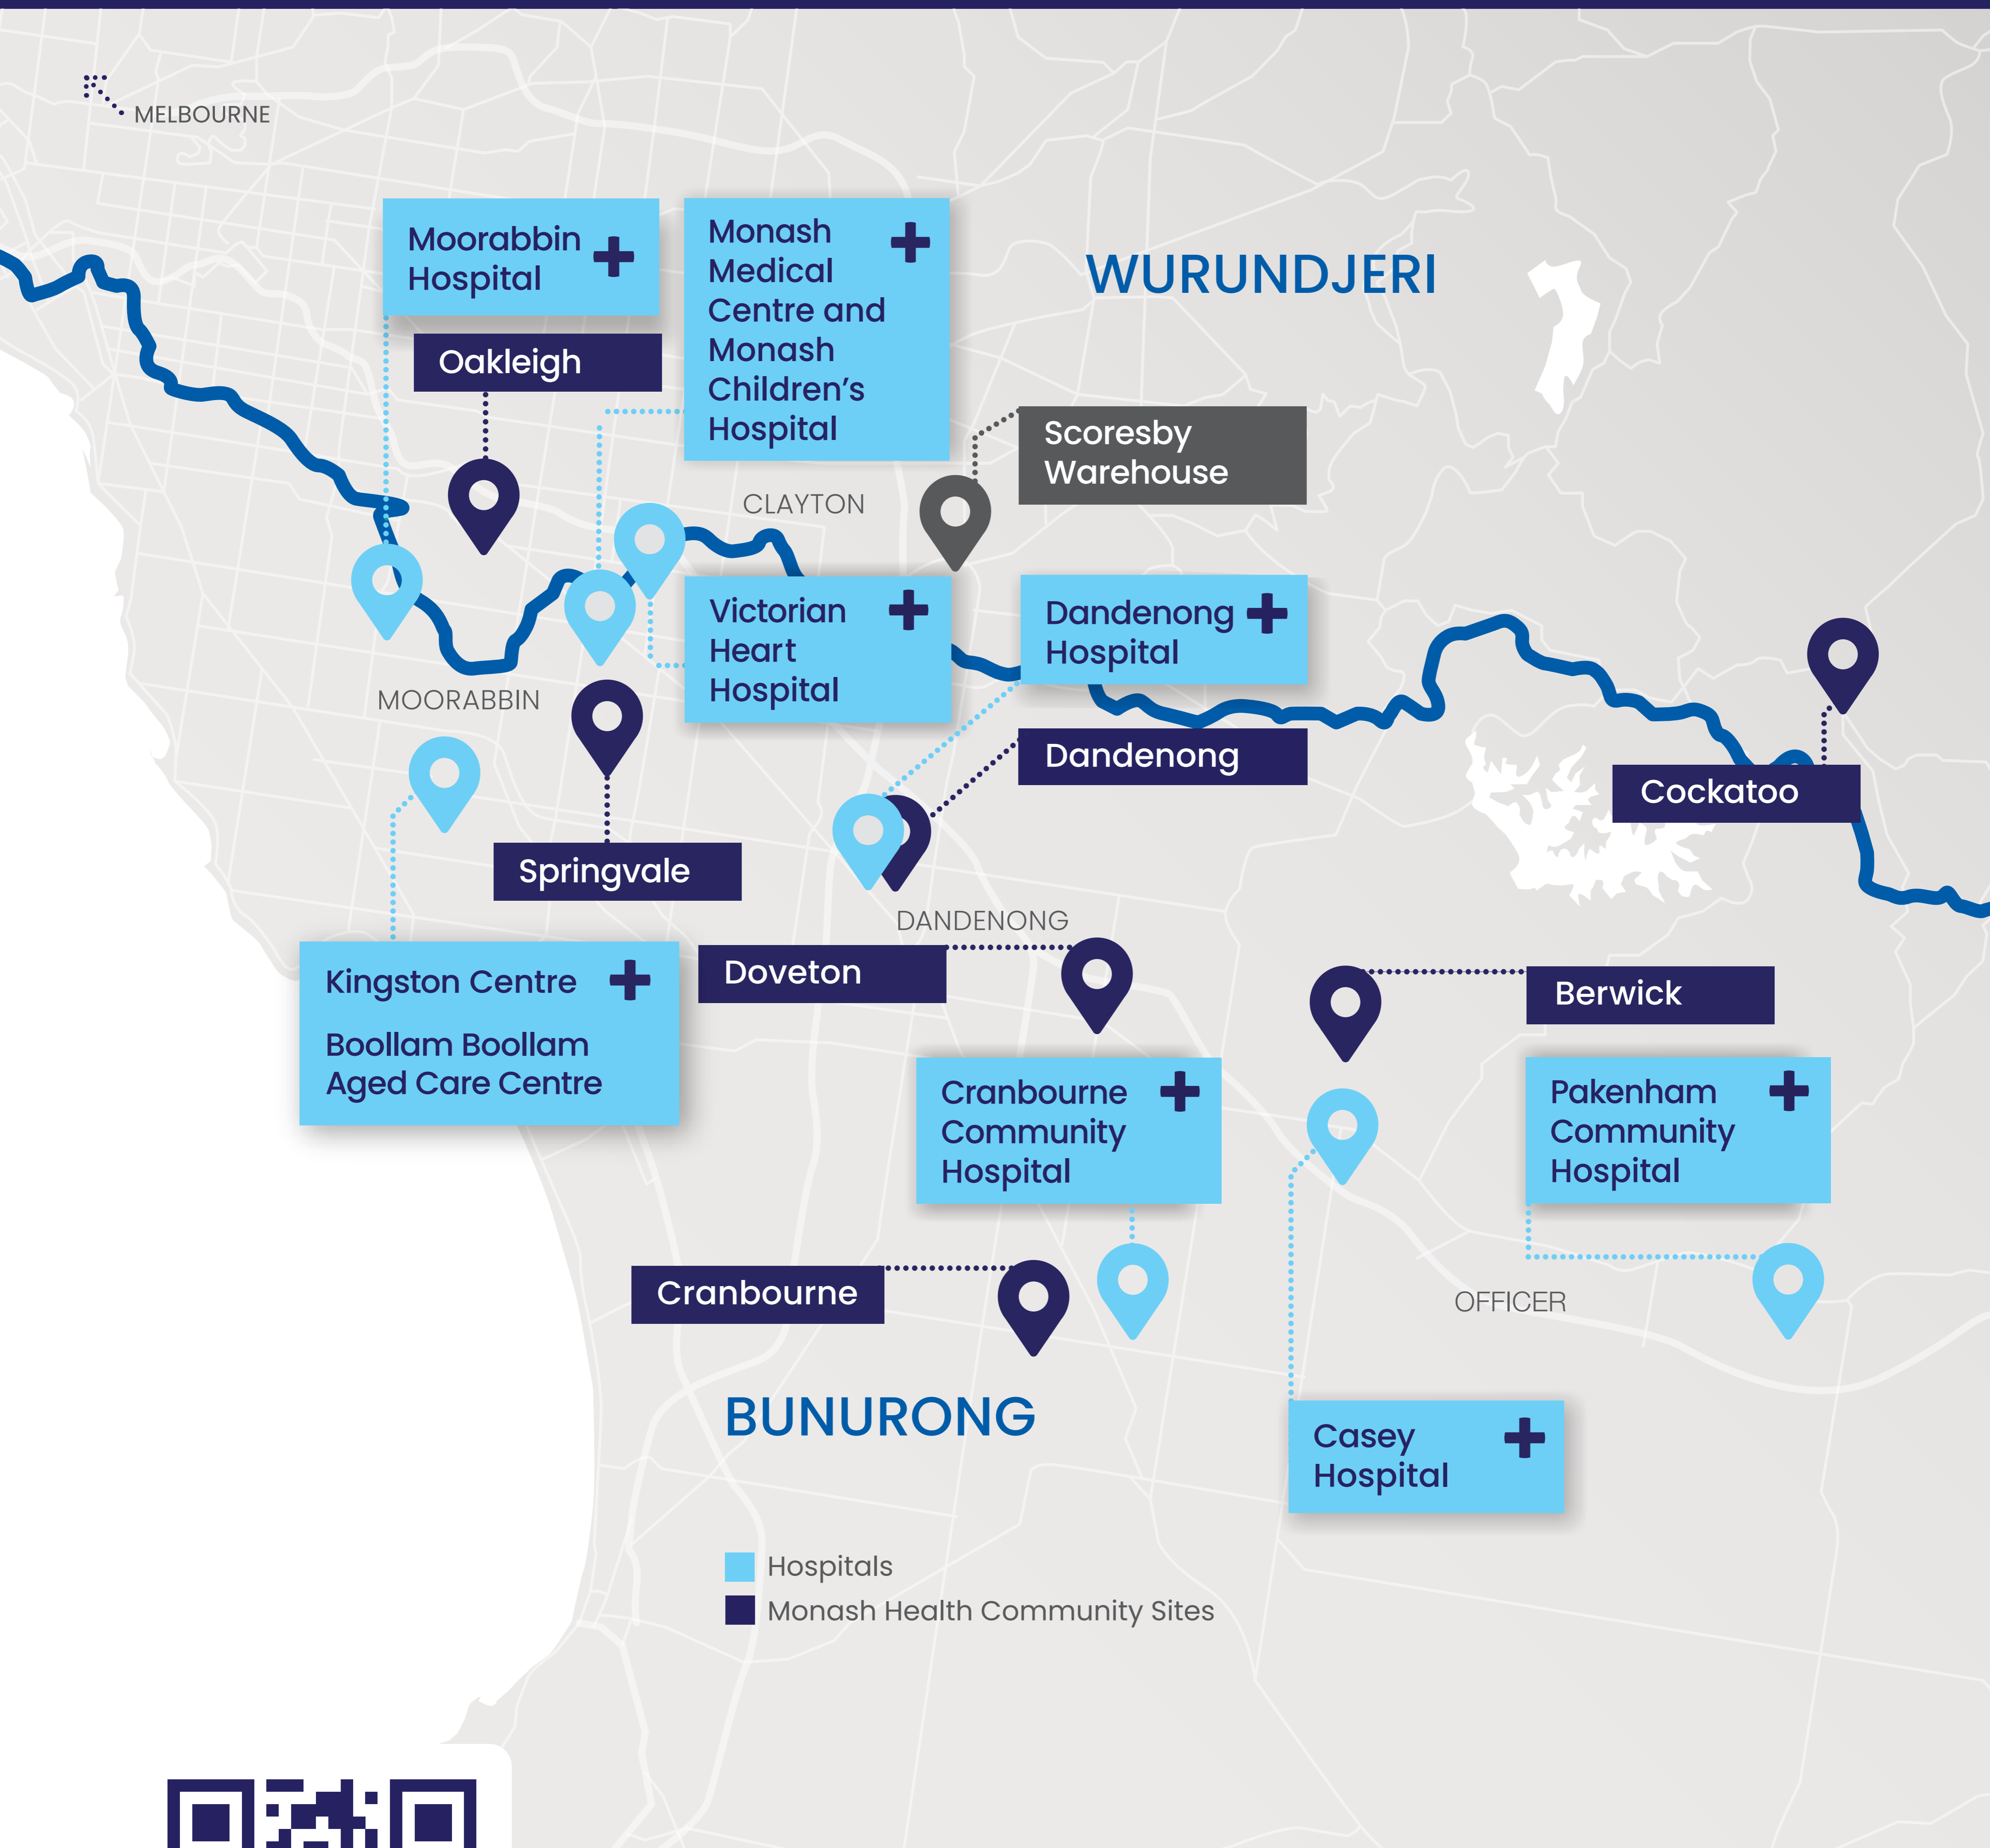 MELBOURNE
Moorabbin
Hospital
Monash
Medical
Centre and
Monash
Children’s
Hospital
WURUNDJERI
Oakleigh
Scoresby
Warehouse
CLAYTON
Victorian
Heart
Hospital
Dandenong
Hospital
MOORABBIN
Dandenong
Cockatoo
Springvale
DANDENONG
Kingston Centre
Boollam Boollam
Aged Care Centre
Doveton
Berwick
Cranbourne
Community
Hospital
Pakenham
Community
Hospital
Cranbourne
OFFICER
BUNURONG
Casey
Hospital
Hospitals
Monash Health Community Sites